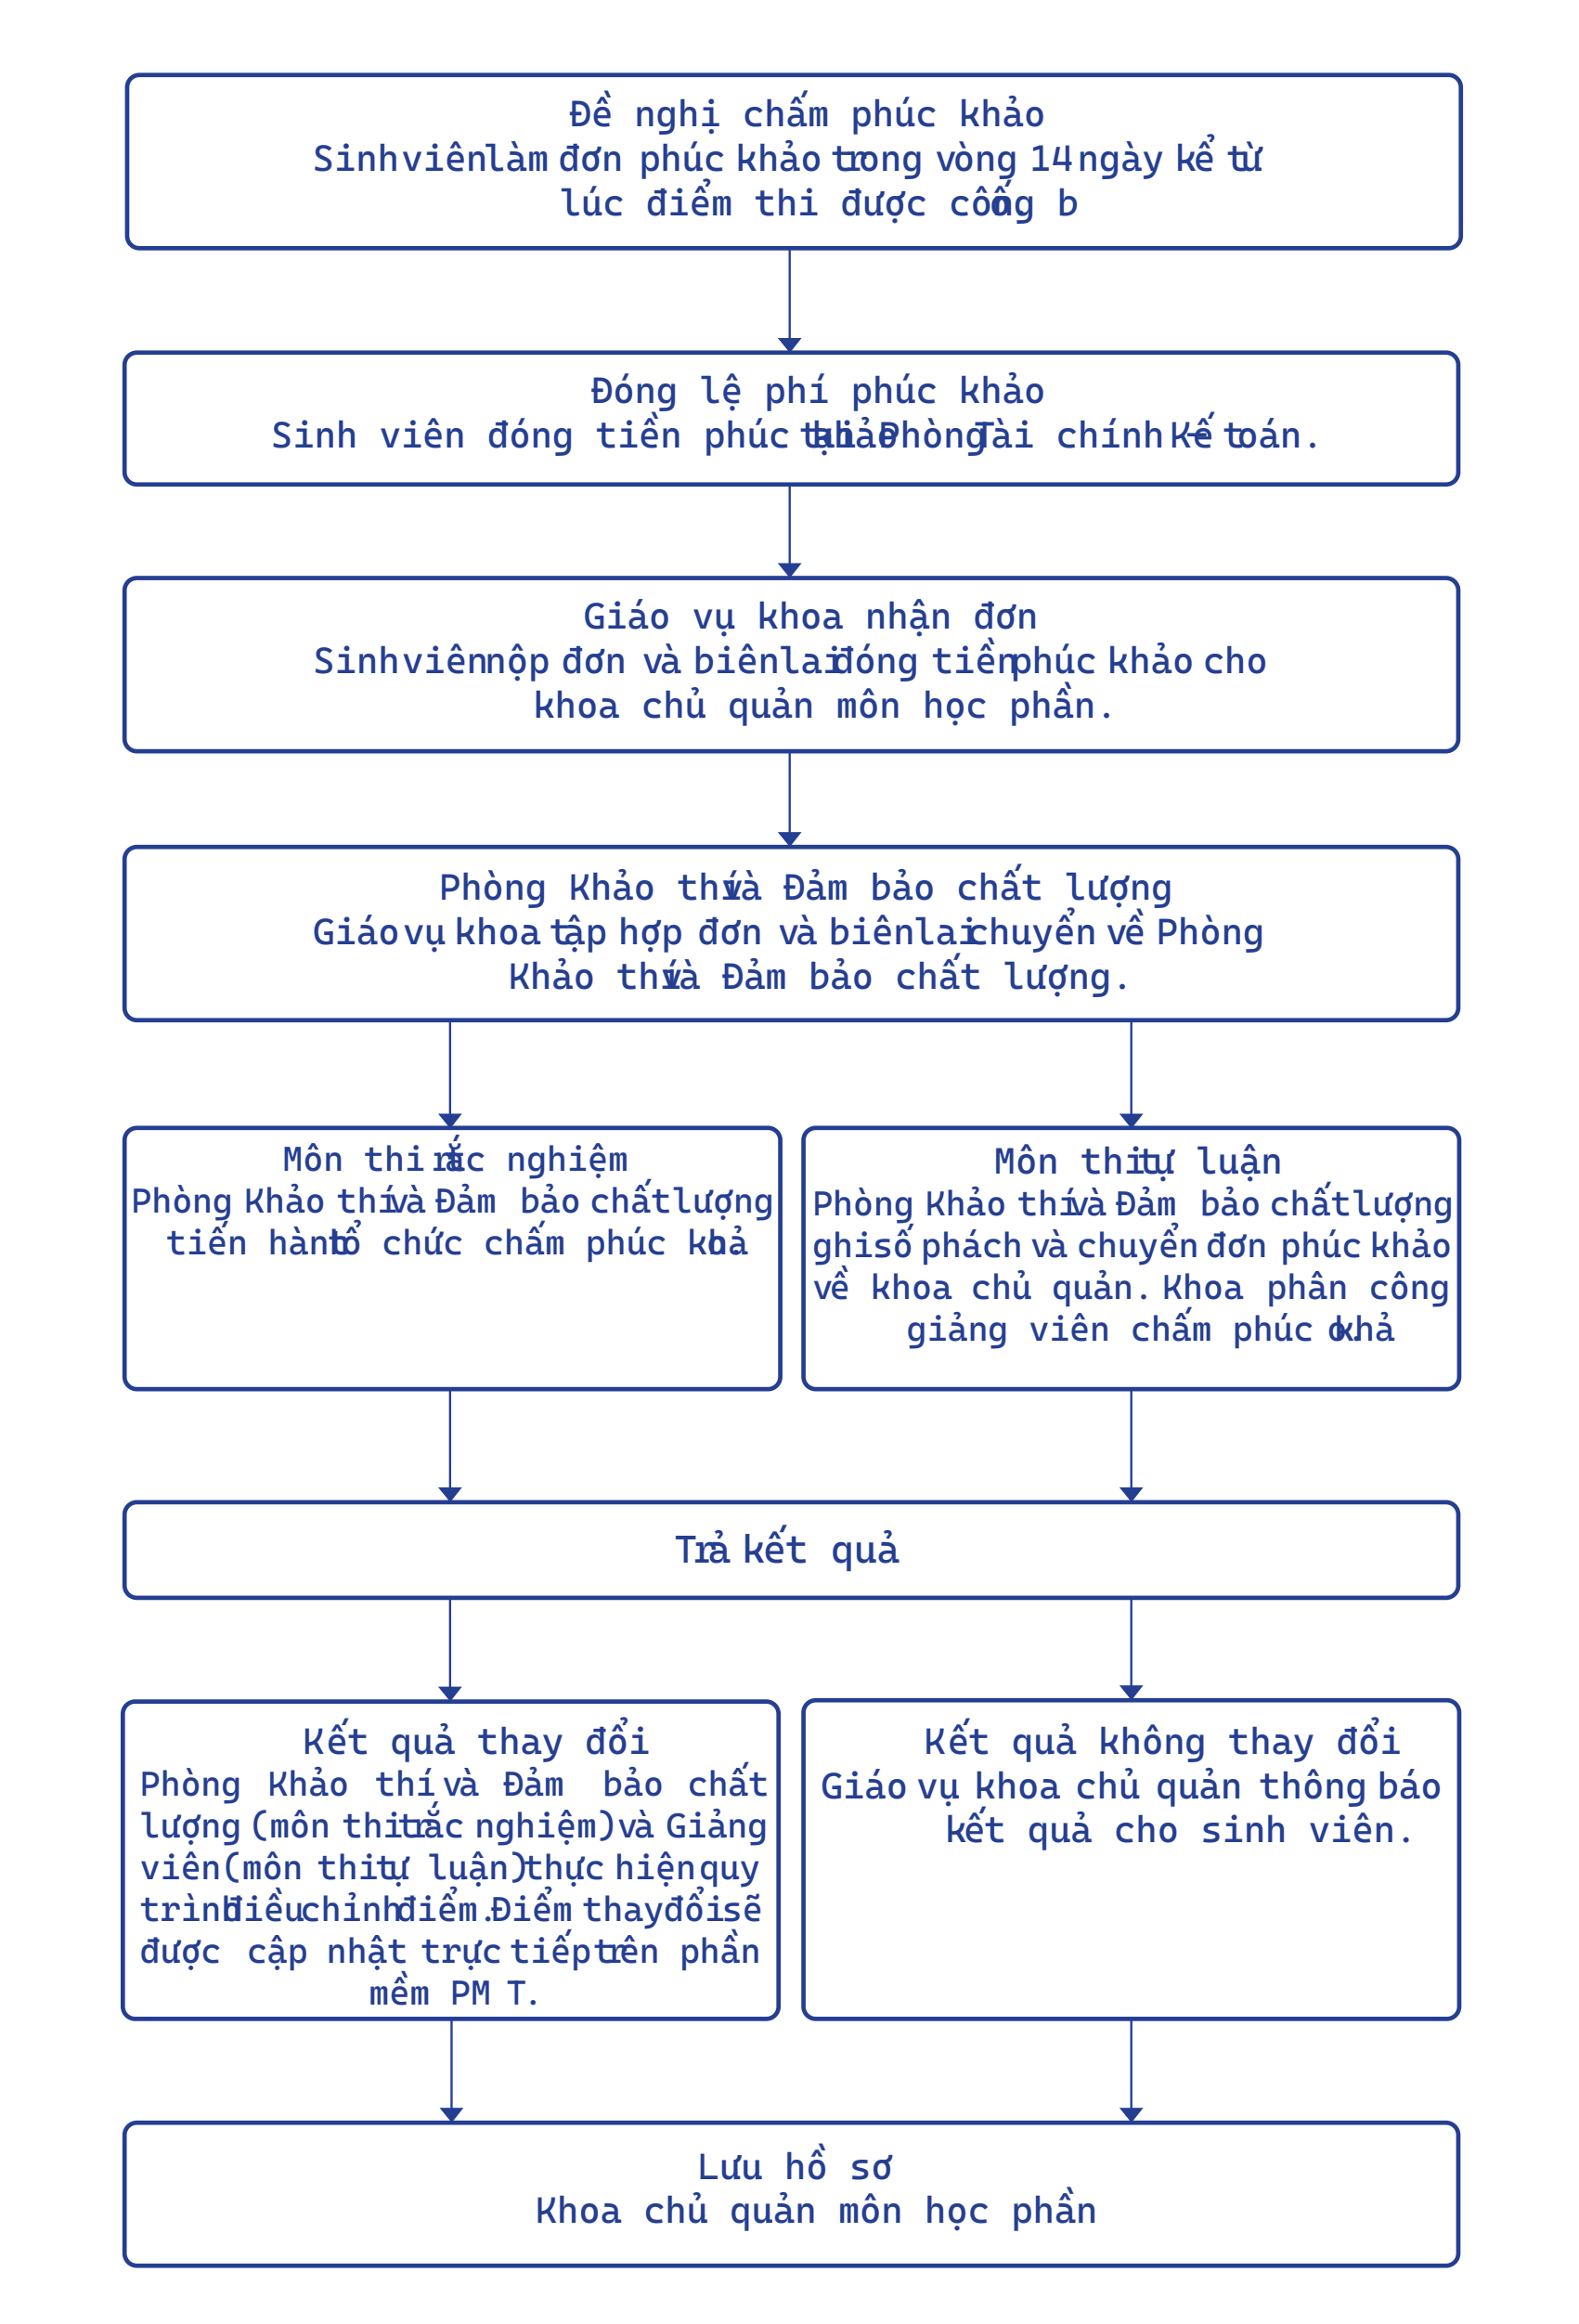 Đề nghị chấm phúc khảo
Sinh viên làm đơn phúc khảo trong vòng 14 ngày kể từ
lúc điểm thi được công bố
Đóng lệ phí phúc khảo
Sinh viên đóng tiền phúc khảo tại Phòng Tài chính – Kế toán.
Giáo vụ khoa nhận đơn
Sinh viên nộp đơn và biên lai đóng tiền phúc khảo cho
khoa chủ quản môn học phần.
Phòng Khảo thí và Đảm bảo chất lượng
Giáo vụ khoa tập hợp đơn và biên lai chuyển về Phòng
Khảo thí và Đảm bảo chất lượng.
Môn thi trắc nghiệm
Phòng Khảo thí và Đảm bảo chất lượng
tiến hành tổ chức chấm phúc khảo.
Môn thi tự luận
Phòng Khảo thí và Đảm bảo chất lượng
ghi số phách và chuyển đơn phúc khảo
về khoa chủ quản. Khoa phân công
giảng viên chấm phúc khảo.
Trả kết quả
Kết quả thay đổi
Phòng Khảo thí và Đảm bảo chất
lượng (môn thi trắc nghiệm) và Giảng
viên (môn thi tự luận) thực hiện quy
trình điều chỉnh điểm. Điểm thay đổi sẽ
được cập nhật trực tiếp trên phần
mềm PM T.
Kết quả không thay đổi
Giáo vụ khoa chủ quản thông báo
kết quả cho sinh viên.
Lưu hồ sơ
Khoa chủ quản môn học phần